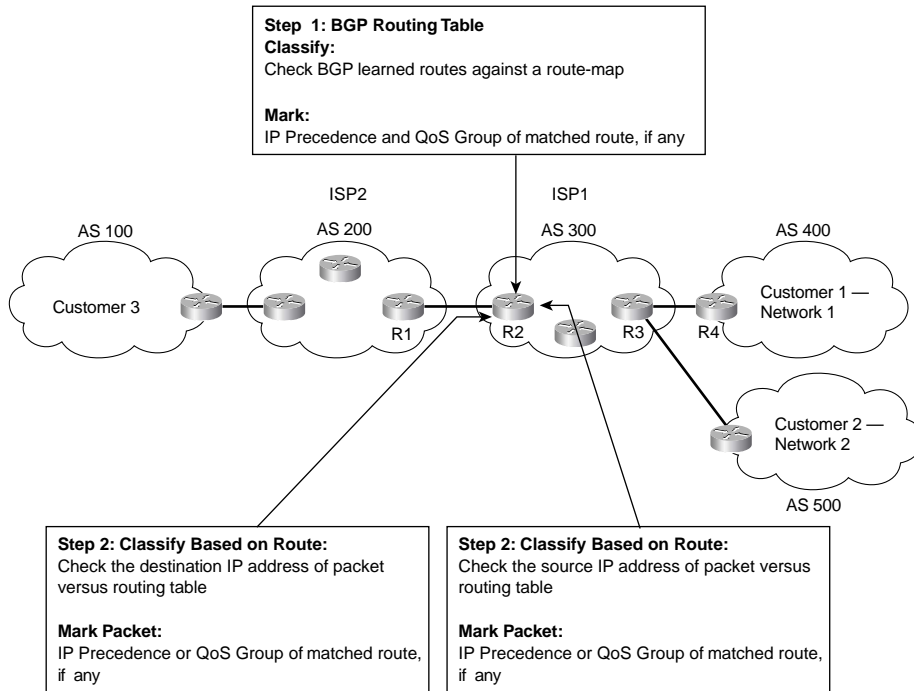 Step 1: BGP Routing Table
Classify:
Check BGP learned routes against a route-map
Mark:
IP Precedence and QoS Group of matched route, if any
ISP2
ISP1
AS 100
AS 200
AS 300
AS 400
Customer 3
R1
R2
R3
R4
Customer 1 —
Network 1
Customer 2 —
Network 2
AS 500
Step 2: Classify Based on Route:
Check the destination IP address of packet
versus routing table
Mark Packet:
IP Precedence or QoS Group of matched route,
if any
Step 2: Classify Based on Route:
Check the source IP address of packet versus
routing table
Mark Packet:
IP Precedence or QoS Group of matched route,
if any